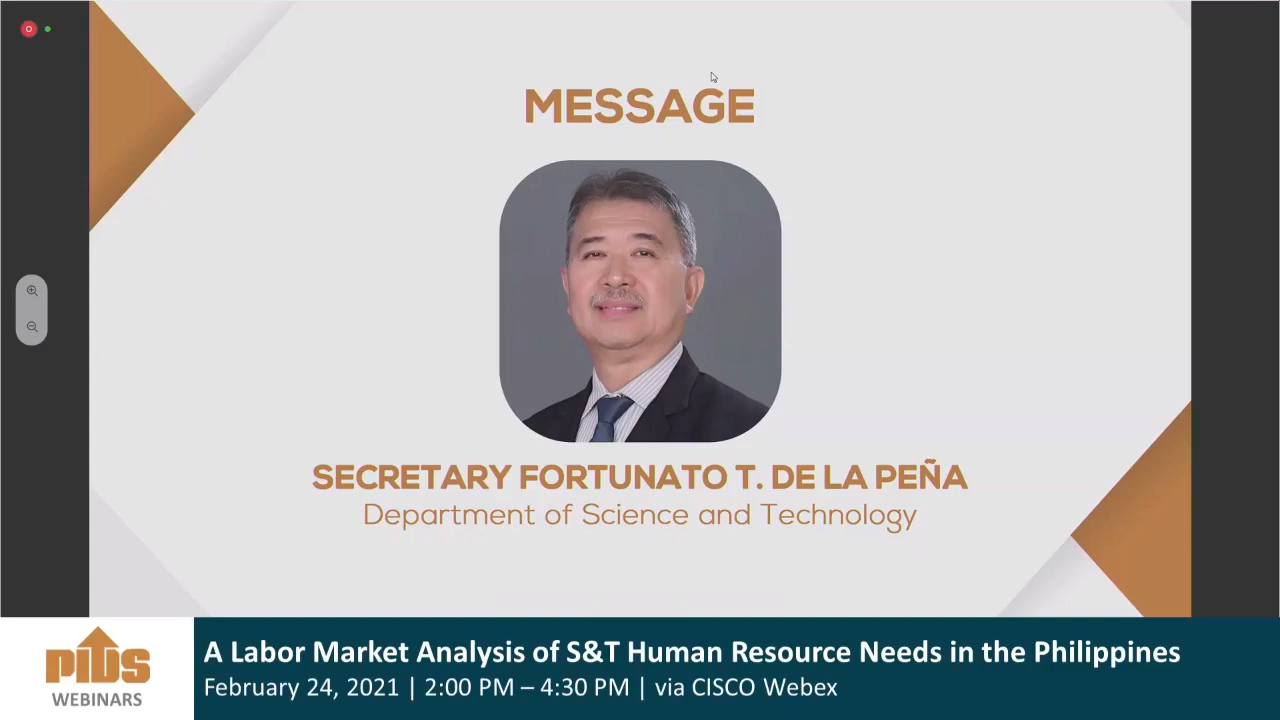 MESSAGE
SECRETARY FORTUNATO T. DE LA PEÑA
Department of Science and Technology
PIDS
WEBINARS
A Labor Market Analysis of S&T Human Resource Needs in the Philippines
February 24, 2021 | 2:00 PM – 4:30 PM | via CISCO Webex